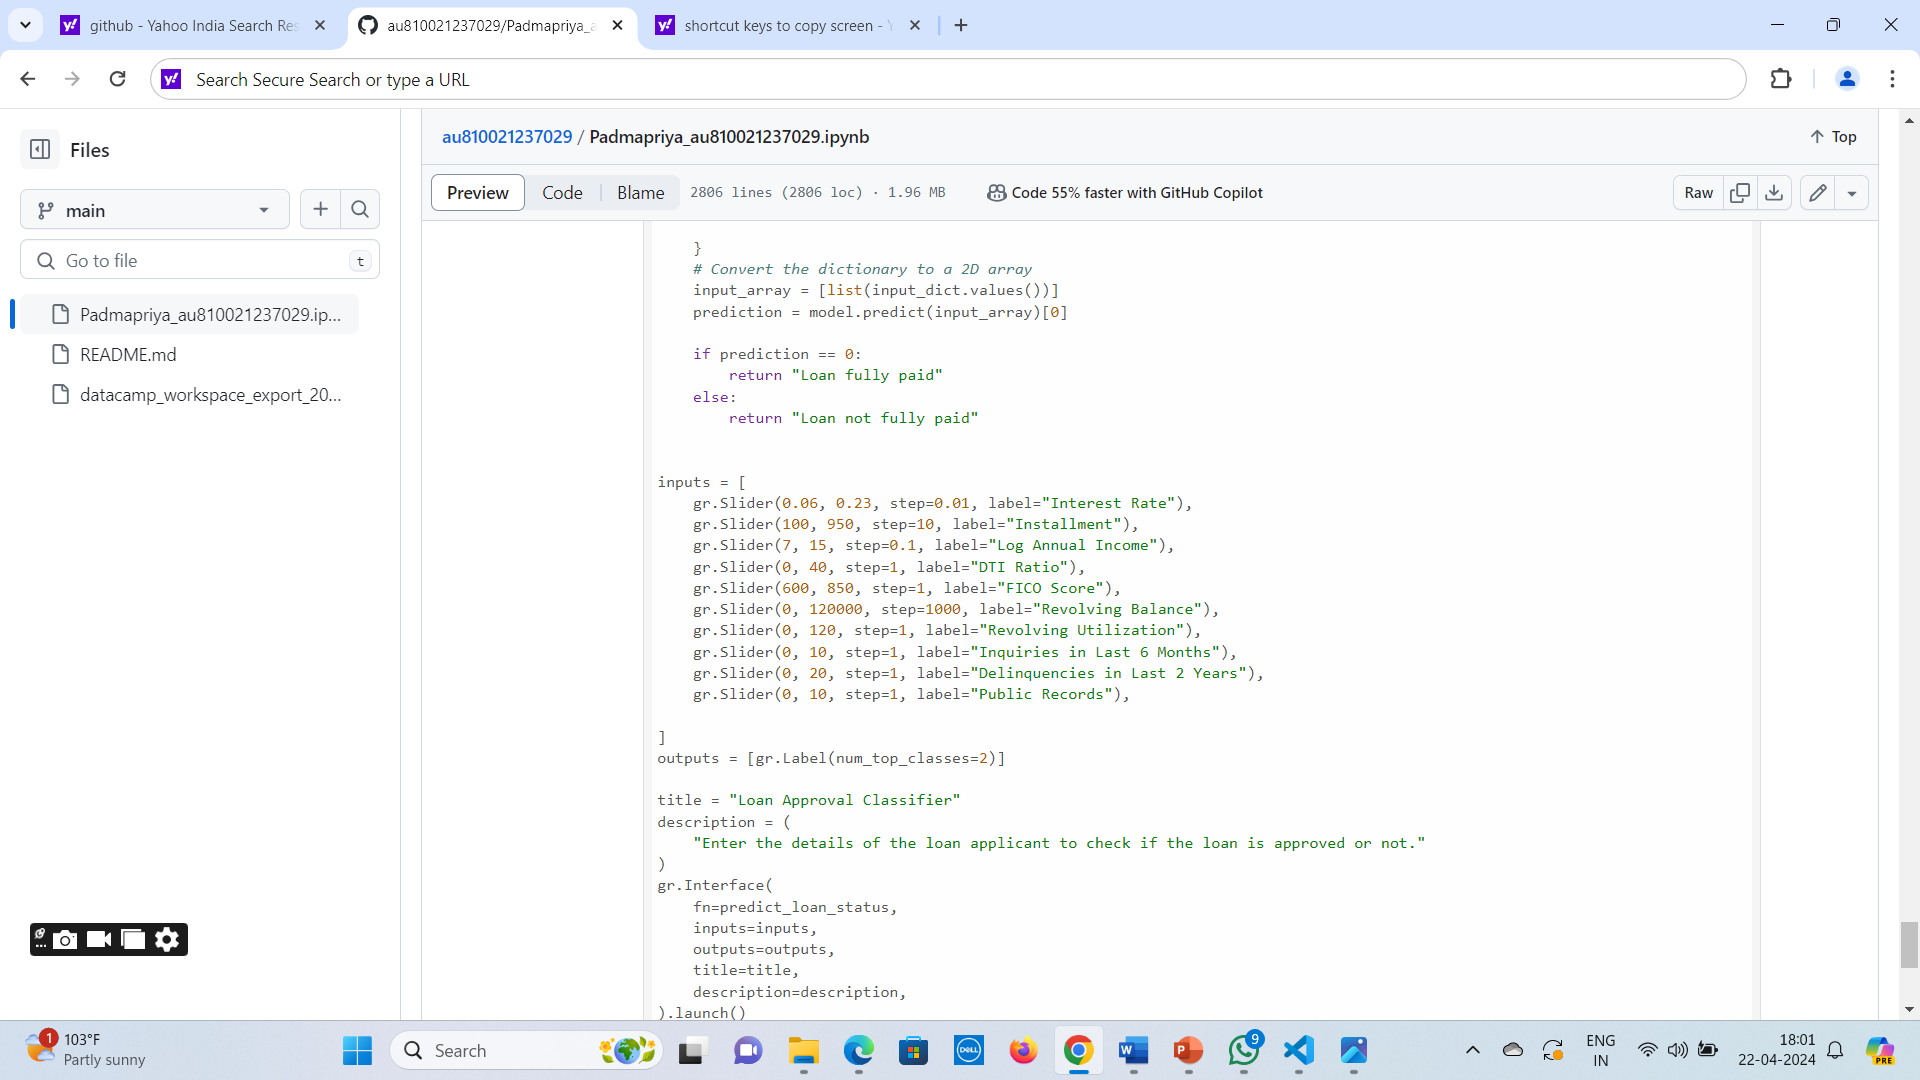 github - Yahoo India Search Res
au810021237029/Padmapriya_a
shortcut keys to copy screen - Y
Search Secure Search or type a URL
Files
main
Go to file
t
Padmapriya_au810021237029.ip...
README.md
datacamp_workspace_export_20...
au810021237029 / Padmapriya_au810021237029.ipynb
Top
Preview
Code
Blame
2806 lines (2806 loc) · 1.96 MB
Code 55% faster with GitHub Copilot
Raw
    }
    # Convert the dictionary to a 2D array
    input_array = [list(input_dict.values())]
    prediction = model.predict(input_array)[0]
    if prediction == 0:
        return "Loan fully paid"
    else:
        return "Loan not fully paid"
inputs = [
    gr.Slider(0.06, 0.23, step=0.01, label="Interest Rate"),
    gr.Slider(100, 950, step=10, label="Installment"),
    gr.Slider(7, 15, step=0.1, label="Log Annual Income"),
    gr.Slider(0, 40, step=1, label="DTI Ratio"),
    gr.Slider(600, 850, step=1, label="FICO Score"),
    gr.Slider(0, 120000, step=1000, label="Revolving Balance"),
    gr.Slider(0, 120, step=1, label="Revolving Utilization"),
    gr.Slider(0, 10, step=1, label="Inquiries in Last 6 Months"),
    gr.Slider(0, 20, step=1, label="Delinquencies in Last 2 Years"),
    gr.Slider(0, 10, step=1, label="Public Records"),
]
outputs = [gr.Label(num_top_classes=2)]
title = "Loan Approval Classifier"
description = (
    "Enter the details of the loan applicant to check if the loan is approved or not."
)
gr.Interface(
    fn=predict_loan_status,
    inputs=inputs,
    outputs=outputs,
    title=title,
    description=description,
).launch()
1
103°F
Partly sunny
Search
DELL
W
P
9
ENG
IN
18:01
22-04-2024
PRE